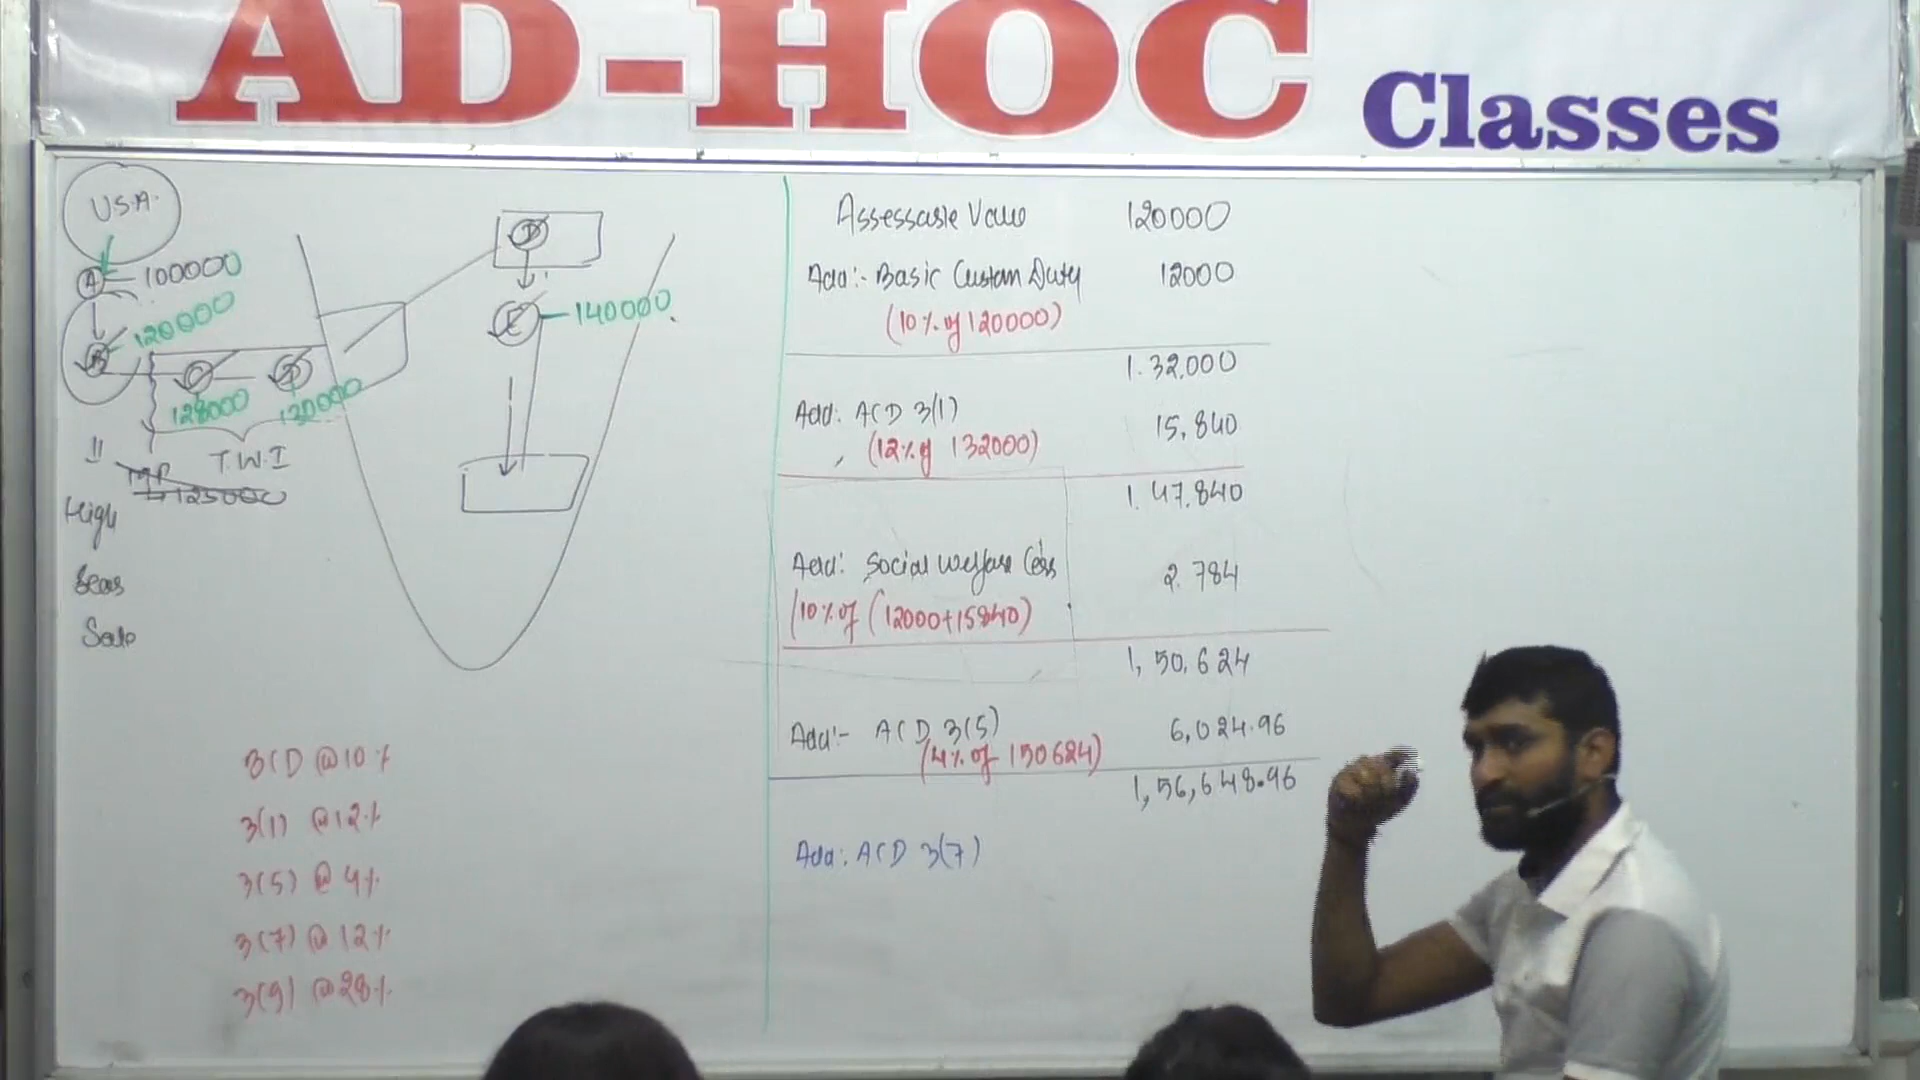 AD-HOC Classes
U.S.A.
A 100000
B 120000
C D
128000 130000
T.W.I
125000
High
Seas
Sale
D
E 140000
BCD @10%
3(1) @12%
3(5) @4%
3(7) @12%
3(9) @28%
Assessable Value 120000
Add:- Basic Custom Duty 12000
(10% of 120000)
1.32,000
Add: ACD 3(1) 15,840
(12% of 132000)
1.47.840
Add: Social Welfare Cess 2.784
(10% of (12000+15840)
1,50,624
Add:- ACD 3(5) 6,024.96
(4% of 150624)
1,56,648.96
Add: ACD 3(7)